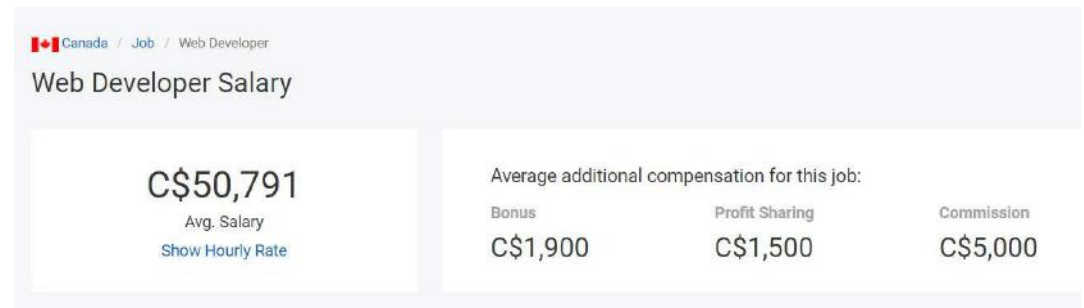 Canada / Job / Web Developer
Web Developer Salary
C$50,791
Avg. Salary
Show Hourly Rate
Average additional compensation for this job:
Bonus Profit Sharing Commission
C$1,900 C$1,500 C$5,000